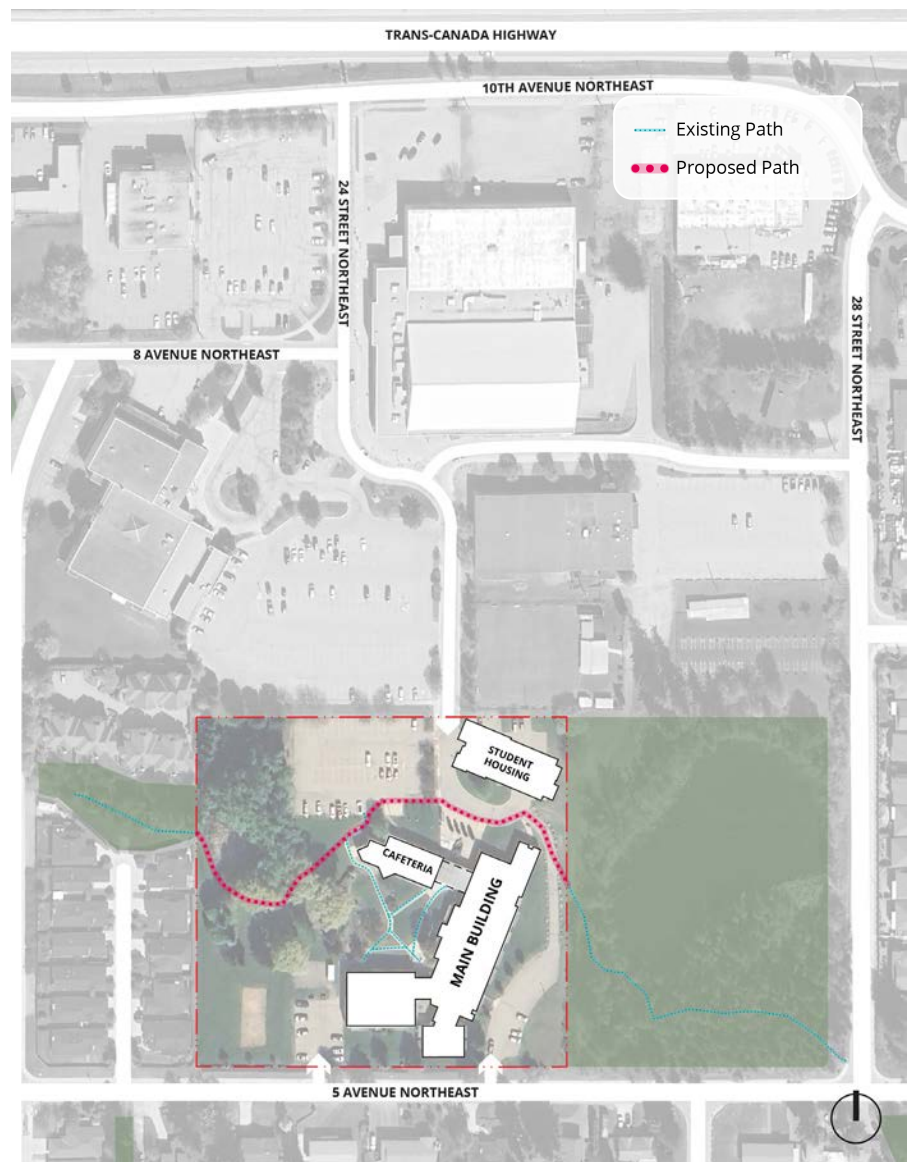 TRANS-CANADA HIGHWAY
10TH AVENUE NORTHEAST
Existing Path
Proposed Path
24 STREET NORTHEAST
28 STREET NORTHEAST
8 AVENUE NORTHEAST
STUDENT
HOUSING
CAFETERIA
MAIN BUILDING
5 AVENUE NORTHEAST